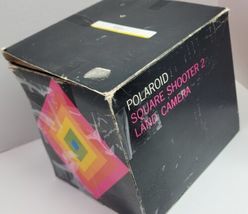 POLAROID
SQUARE SHOOTER 2
LAND CAMERA